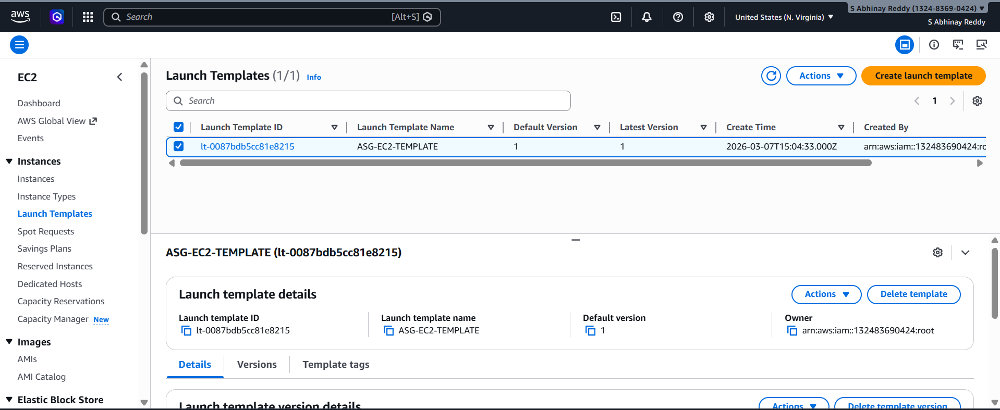 aws
Search [Alt+S]
United States (N. Virginia) ▼
S Abhinay Reddy (1324-8369-0424) ▼
S Abhinay Reddy
EC2
Dashboard
AWS Global View
Events
Instances
Instances
Instance Types
Launch Templates
Spot Requests
Savings Plans
Reserved Instances
Dedicated Hosts
Capacity Reservations
Capacity Manager New
Images
AMIs
AMI Catalog
Elastic Block Store
Launch Templates (1/1) Info
Actions
Create launch template
Search
1
Launch Template ID Launch Template Name Default Version Latest Version Create Time Created By
lt-0087bdb5cc81e8215 ASG-EC2-TEMPLATE 1 1 2026-03-07T15:04:33.000Z arn:aws:iam::132483690424:ro
ASG-EC2-TEMPLATE (lt-0087bdb5cc81e8215)
Launch template details
Actions
Delete template
Launch template ID
lt-0087bdb5cc81e8215
Launch template name
ASG-EC2-TEMPLATE
Default version
1
Owner
arn:aws:iam::132483690424:root
Details Versions Template tags
Launch template version details
Actions
Delete template version